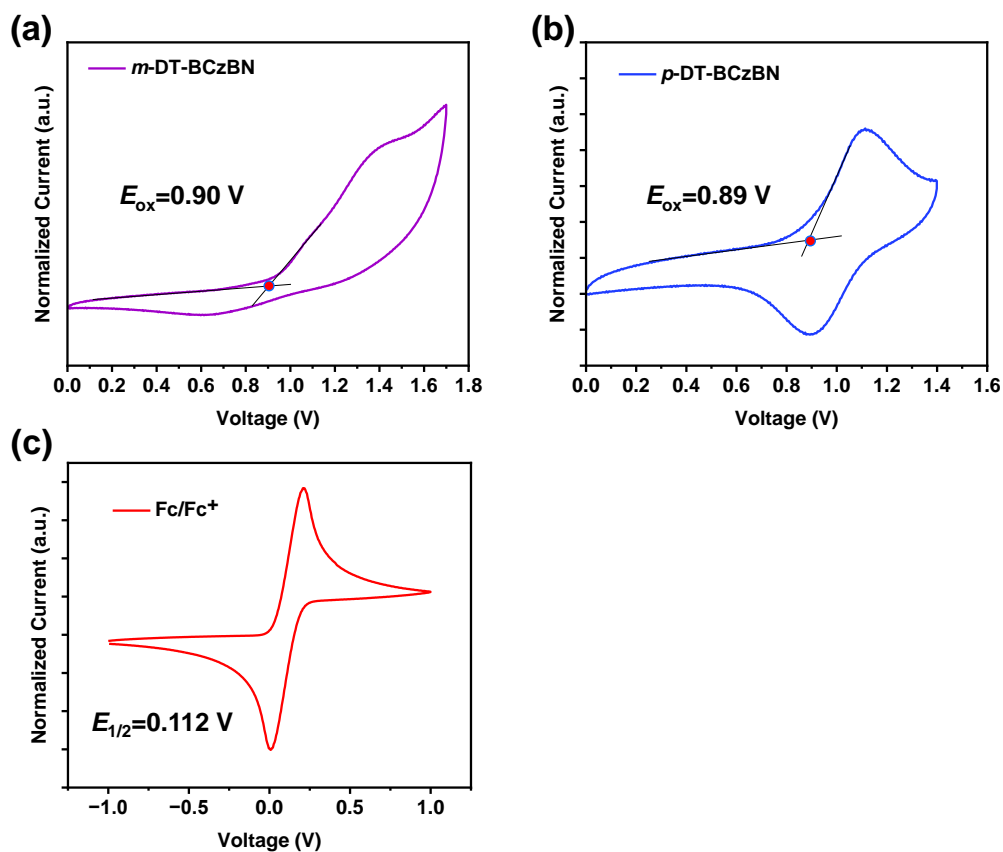 (a)
m-DT-BCzBN
Normalized Current (a.u.)
Eox=0.90 V
0.0 0.2 0.4 0.6 0.8 1.0 1.2 1.4 1.6 1.8
Voltage (V)
(b)
p-DT-BCzBN
Normalized Current (a.u.)
Eox=0.89 V
0.0 0.2 0.4 0.6 0.8 1.0 1.2 1.4 1.6
Voltage (V)
(c)
Fc/Fc+
Normalized Current (a.u.)
E1/2=0.112 V
−1.0 −0.5 0.0 0.5 1.0
Voltage (V)